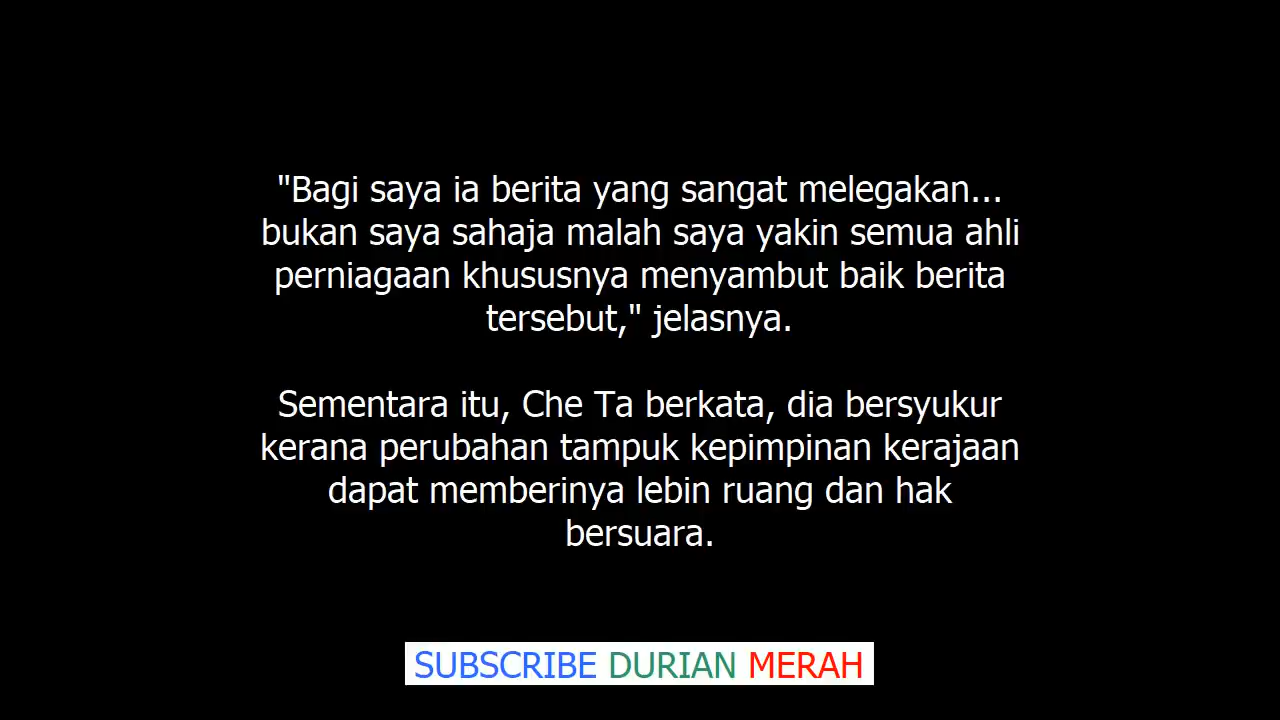 "Bagi saya ia berita yang sangat melegakan...
bukan saya sahaja malah saya yakin semua ahli
perniagaan khususnya menyambut baik berita
tersebut," jelasnya.
Sementara itu, Che Ta berkata, dia bersyukur
kerana perubahan tampuk kepimpinan kerajaan
dapat memberinya lebin ruang dan hak
bersuara.
SUBSCRIBE DURIAN MERAH